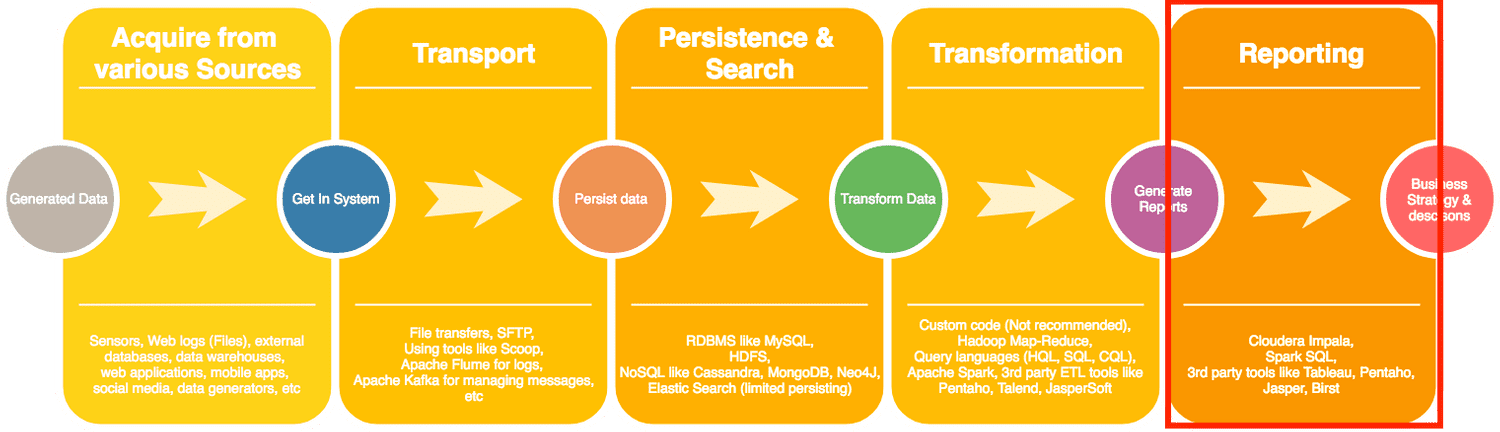 Acquire from
various Sources
Transport
Persistence &
Search
Transformation
Reporting
Generated Data
Get In System
Persist data
Transform Data
Generate
Reports
Business
Strategy &
descisons
Sensors, Web logs (Files), external
databases, data warehouses,
web applications, mobile apps,
social media, data generators, etc
File transfers, SFTP,
Using tools like Scoop,
Apache Flume for logs,
Apache Kafka for managing messages,
etc
RDBMS like MySQL,
HDFS,
NoSQL like Cassandra, MongoDB, Neo4J,
Elastic Search (limited persisting)
Custom code (Not recommended),
Hadoop Map-Reduce,
Query languages (HQL, SQL, CQL),
Apache Spark, 3rd party ETL tools like
Pentaho, Talend, JasperSoft
Cloudera Impala,
Spark SQL,
3rd party tools like Tableau, Pentaho,
Jasper, Birst